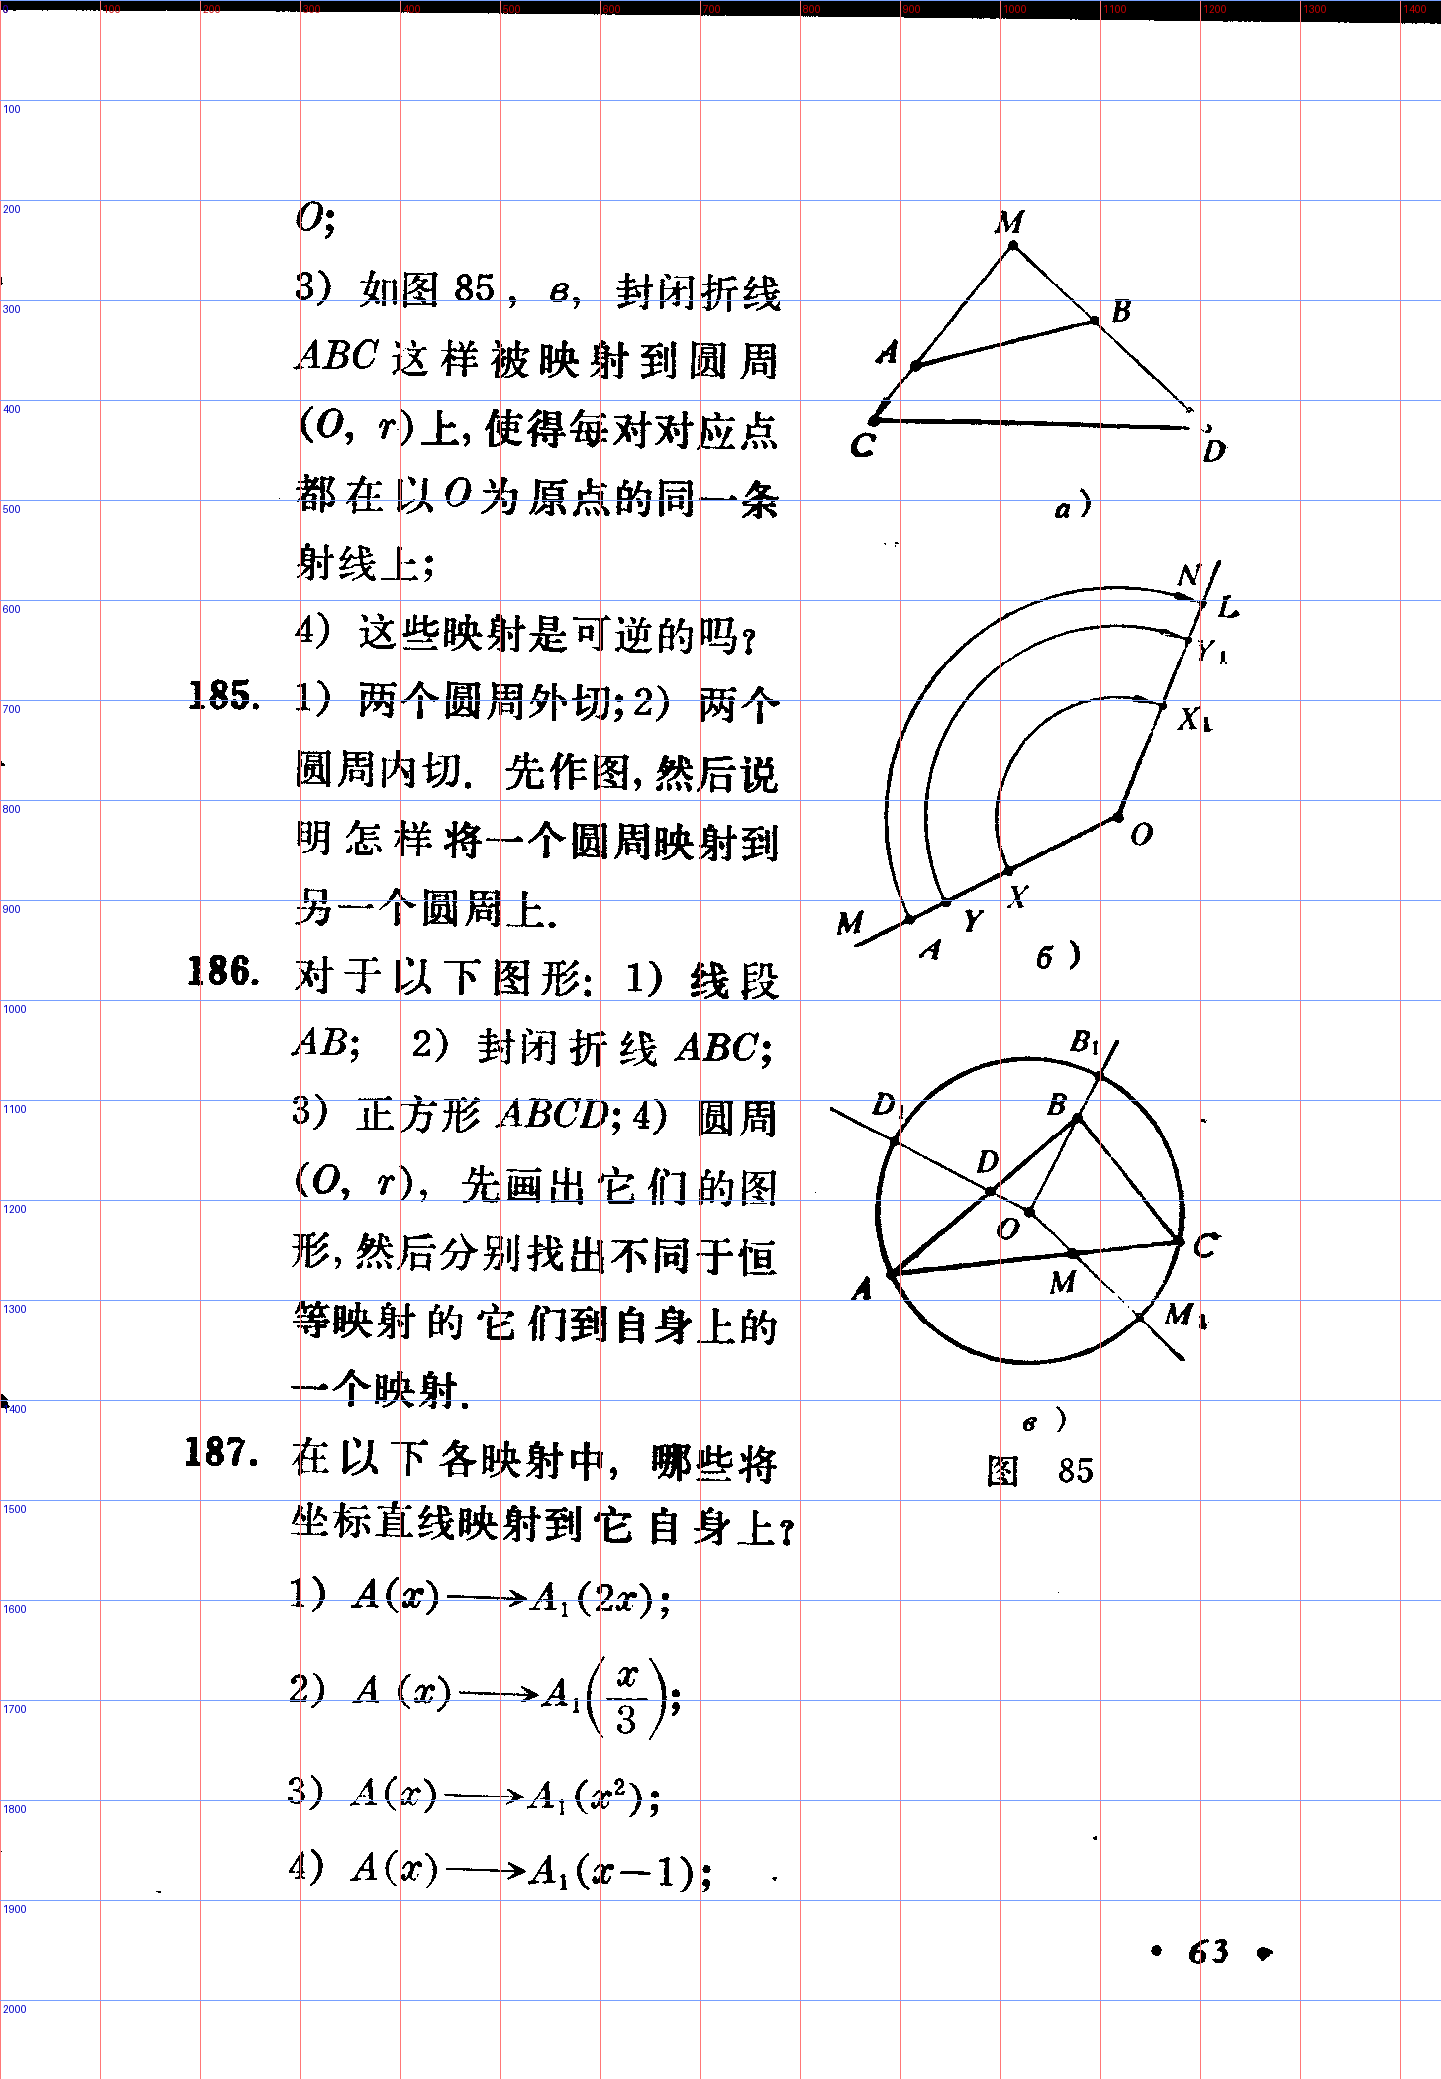 O;
3) 如图 85, в, 封闭折线
ABC 这样被映射到圆周
(O, r)上, 使得每对对应点
都在以O为原点的同一条
射线上;
4) 这些映射是可逆的吗?
185. 1) 两个圆周外切; 2) 两个
圆周内切. 先作图, 然后说
明怎样将一个圆周映射到
另一个圆周上.
186. 对于以下图形: 1) 线段
AB; 2) 封闭折线 ABC;
3) 正方形 ABCD; 4) 圆周
(O, r), 先画出它们的图
形, 然后分别找出不同于恒
等映射的它们到自身上的
一个映射.
187. 在以下各映射中, 哪些将
坐标直线映射到它自身上?
1) A(x)⟶A₁(2x);
2) A (x)⟶A₁(x/3);
3) A(x)⟶A₁(x²);
4) A(x)⟶A₁(x−1);
M
B
A
C
D
a)
N
L
Y₁
X₁
O
X
Y
M
A
б)
B₁
D₁
B
D
O
C
A
M
M₁
в)
图 85
• 63 •